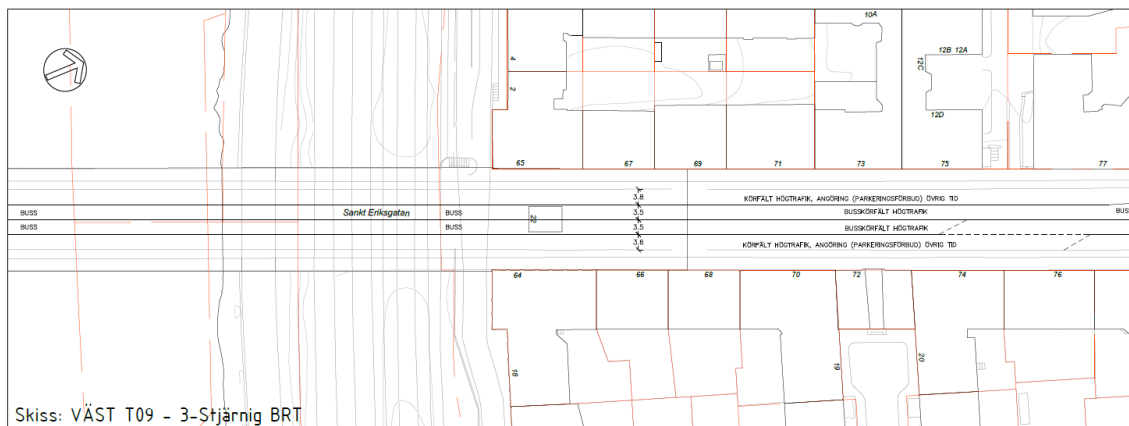 10A
12B 12A
12C
12D
4
2
65
67
69
71
73
75
77
3.8
KÖRFÄLT HÖGTRAFIK, ANGÖRING (PARKERINGSFÖRBUD) ÖVRIG TID
BUSS
Sankt Eriksgatan
BUSS
22
3.5
BUSSKÖRFÄLT HÖGTRAFIK
BUS
BUSS
BUSS
3.5
BUSSKÖRFÄLT HÖGTRAFIK
3.6
KÖRFÄLT HÖGTRAFIK, ANGÖRING (PARKERINGSFÖRBUD) ÖVRIG TID
64
66
68
70
72
74
76
18
19
20
Skiss: VÄST T09 - 3-Stjärnig BRT